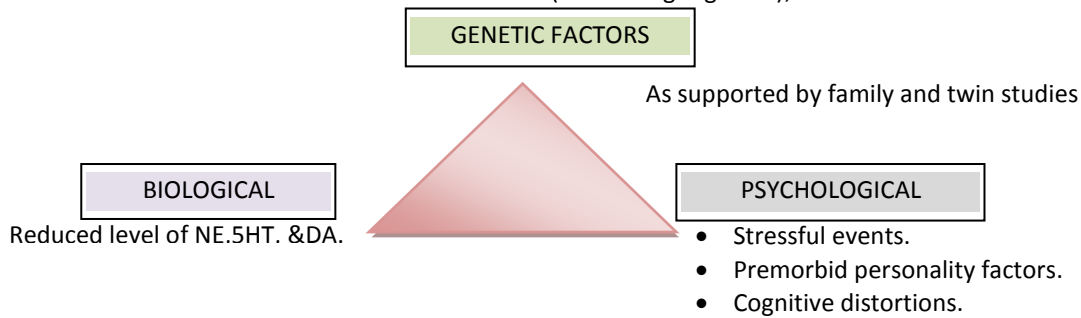 GENETIC FACTORS
As supported by family and twin studies
BIOLOGICAL
Reduced level of NE.5HT. &DA.
PSYCHOLOGICAL
• Stressful events.
• Premorbid personality factors.
• Cognitive distortions.